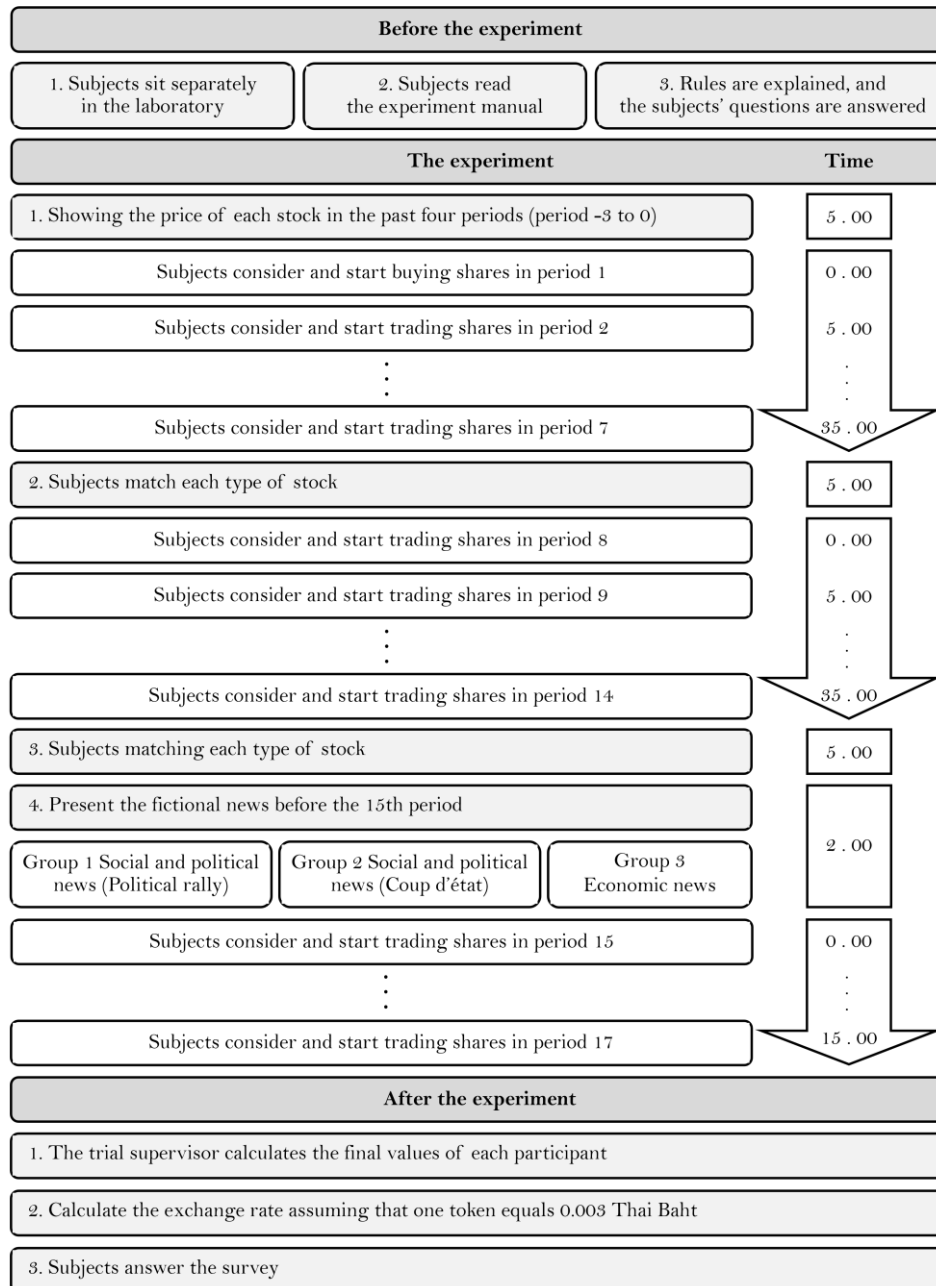 Before the experiment
1. Subjects sit separately
in the laboratory
2. Subjects read
the experiment manual
3. Rules are explained, and
the subjects' questions are answered
The experiment
Time
1. Showing the price of each stock in the past four periods (period -3 to 0)
5 . 00
Subjects consider and start buying shares in period 1
0 . 00
Subjects consider and start trading shares in period 2
5 . 00
Subjects consider and start trading shares in period 7
35 . 00
2. Subjects match each type of stock
5 . 00
Subjects consider and start trading shares in period 8
0 . 00
Subjects consider and start trading shares in period 9
5 . 00
Subjects consider and start trading shares in period 14
35 . 00
3. Subjects matching each type of stock
5 . 00
4. Present the fictional news before the 15th period
2 . 00
Group 1 Social and political
news (Political rally)
Group 2 Social and political
news (Coup d'état)
Group 3
Economic news
Subjects consider and start trading shares in period 15
0 . 00
Subjects consider and start trading shares in period 17
15 . 00
After the experiment
1. The trial supervisor calculates the final values of each participant
2. Calculate the exchange rate assuming that one token equals 0.003 Thai Baht
3. Subjects answer the survey